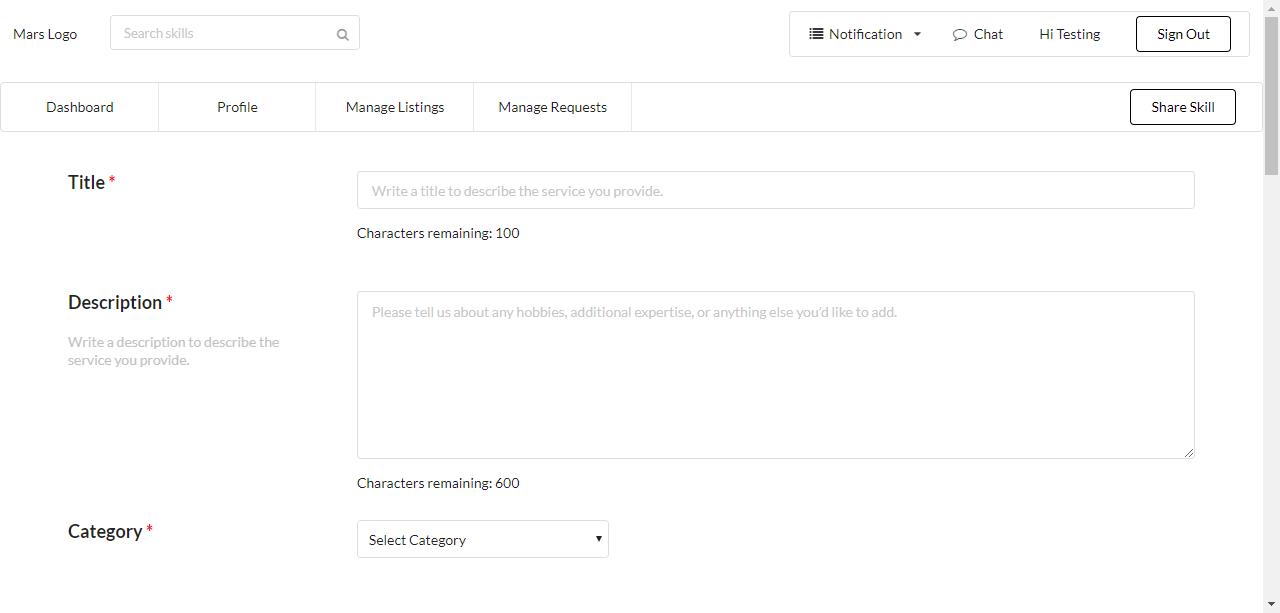 Mars Logo
Search skills
Notification
Chat
Hi Testing
Sign Out
Dashboard
Profile
Manage Listings
Manage Requests
Share Skill
Title *
Write a title to describe the service you provide.
Characters remaining: 100
Description *
Write a description to describe the
service you provide.
Please tell us about any hobbies, additional expertise, or anything else you'd like to add.
Characters remaining: 600
Category *
Select Category